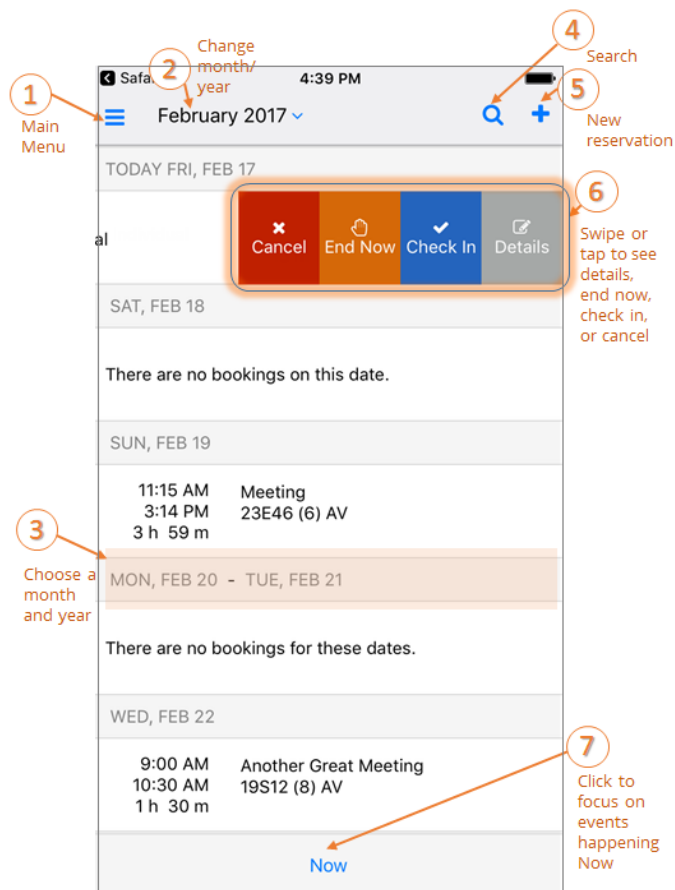 4
Change
month/
year
Search
2
Safa
4:39 PM
1
5
February 2017
Main
Menu
New
reservation
TODAY FRI, FEB 17
6
al
Cancel
End Now
Check In
Details
Swipe or
tap to see
details,
end now,
check in,
or cancel
SAT, FEB 18
There are no bookings on this date.
SUN, FEB 19
11:15 AM
3:14 PM
3 h 59 m
Meeting
23E46 (6) AV
3
Choose a
month
and year
MON, FEB 20 - TUE, FEB 21
There are no bookings for these dates.
WED, FEB 22
9:00 AM
10:30 AM
1 h 30 m
Another Great Meeting
19S12 (8) AV
7
Click to
focus on
events
happening
Now
Now